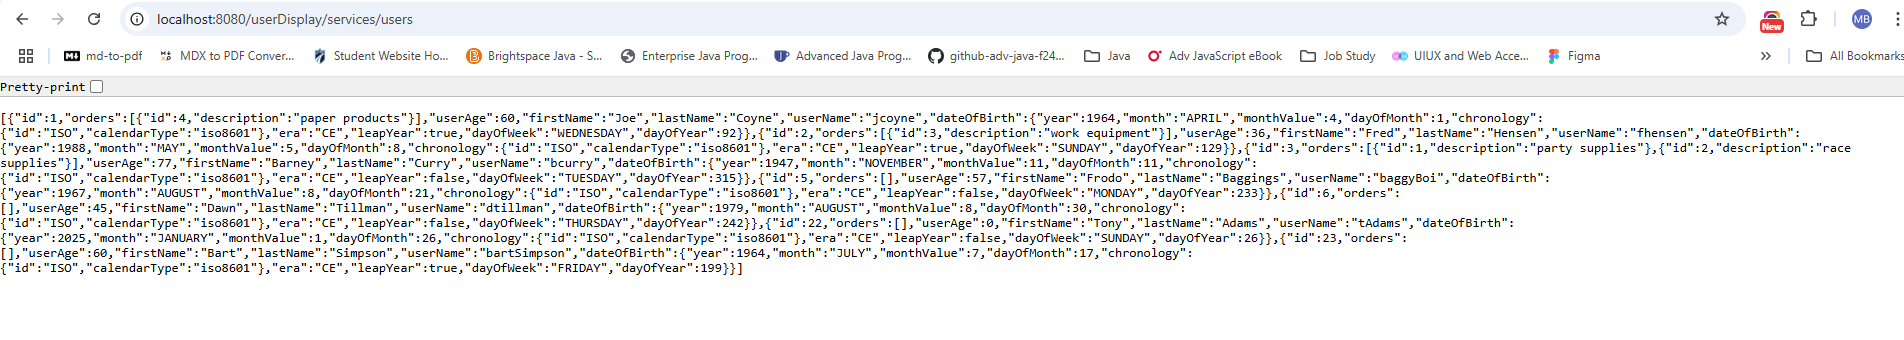 localhost:8080/userDisplay/services/users
New
MB
md-to-pdf MDX to PDF Conver... Student Website Ho... Brightspace Java - S... Enterprise Java Prog... Advanced Java Prog... github-adv-java-f24... Java Adv JavaScript eBook Job Study UIUX and Web Acce... Figma » All Bookmarks
Pretty-print
[{"id":1,"orders":[{"id":4,"description":"paper products"}],"userAge":60,"firstName":"Joe","lastName":"Coyne","userName":"jcoyne","dateOfBirth":{"year":1964,"month":"APRIL","monthValue":4,"dayOfMonth":1,"chronology":
{"id":"ISO","calendarType":"iso8601"},"era":"CE","leapYear":true,"dayOfWeek":"WEDNESDAY","dayOfYear":92}},{"id":2,"orders":[{"id":3,"description":"work equipment"}],"userAge":36,"firstName":"Fred","lastName":"Hensen","userName":"fhensen","dateOfBirth":
{"year":1988,"month":"MAY","monthValue":5,"dayOfMonth":8,"chronology":{"id":"ISO","calendarType":"iso8601"},"era":"CE","leapYear":true,"dayOfWeek":"SUNDAY","dayOfYear":129}},{"id":3,"orders":[{"id":1,"description":"party supplies"},{"id":2,"description":"race
supplies"}],"userAge":77,"firstName":"Barney","lastName":"Curry","userName":"bcurry","dateOfBirth":{"year":1947,"month":"NOVEMBER","monthValue":11,"dayOfMonth":11,"chronology":
{"id":"ISO","calendarType":"iso8601"},"era":"CE","leapYear":false,"dayOfWeek":"TUESDAY","dayOfYear":315}},{"id":5,"orders":[],"userAge":57,"firstName":"Frodo","lastName":"Baggings","userName":"baggyBoi","dateOfBirth":
{"year":1967,"month":"AUGUST","monthValue":8,"dayOfMonth":21,"chronology":{"id":"ISO","calendarType":"iso8601"},"era":"CE","leapYear":false,"dayOfWeek":"MONDAY","dayOfYear":233}},{"id":6,"orders":
[],"userAge":45,"firstName":"Dawn","lastName":"Tillman","userName":"dtillman","dateOfBirth":{"year":1979,"month":"AUGUST","monthValue":8,"dayOfMonth":30,"chronology":
{"id":"ISO","calendarType":"iso8601"},"era":"CE","leapYear":false,"dayOfWeek":"THURSDAY","dayOfYear":242}},{"id":22,"orders":[],"userAge":0,"firstName":"Tony","lastName":"Adams","userName":"tAdams","dateOfBirth":
{"year":2025,"month":"JANUARY","monthValue":1,"dayOfMonth":26,"chronology":{"id":"ISO","calendarType":"iso8601"},"era":"CE","leapYear":false,"dayOfWeek":"SUNDAY","dayOfYear":26}},{"id":23,"orders":
[],"userAge":60,"firstName":"Bart","lastName":"Simpson","userName":"bartSimpson","dateOfBirth":{"year":1964,"month":"JULY","monthValue":7,"dayOfMonth":17,"chronology":
{"id":"ISO","calendarType":"iso8601"},"era":"CE","leapYear":true,"dayOfWeek":"FRIDAY","dayOfYear":199}}]